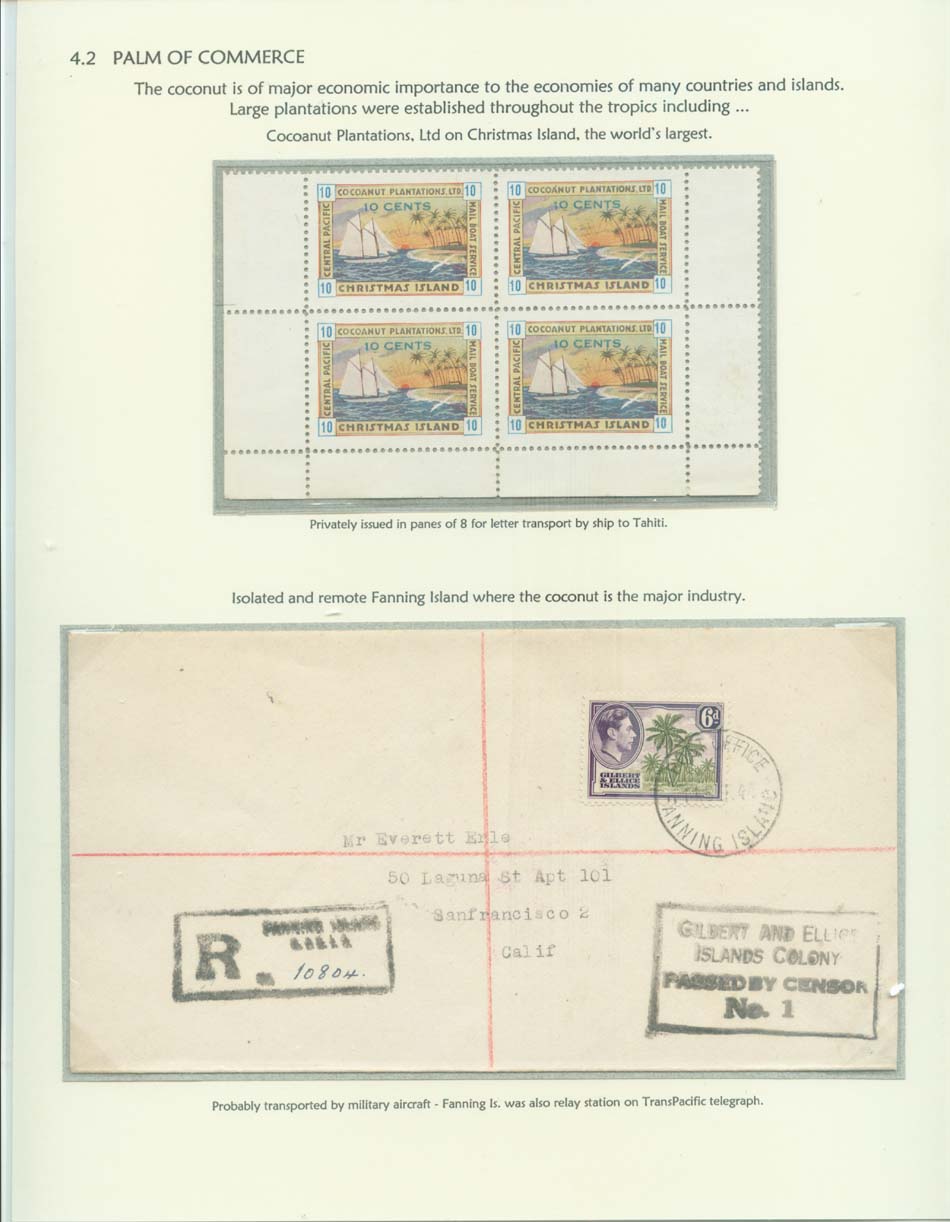 4.2 PALM OF COMMERCE
The coconut is of major economic importance to the economies of many countries and islands.
Large plantations were established throughout the tropics including ...
Cocoanut Plantations, Ltd on Christmas Island, the world's largest.
10 COCOANUT PLANTATIONS, LTD. 10
10 CENTS
CENTRAL PACIFIC
MAIL BOAT SERVICE
10 CHRISTMAS ISLAND 10
10 COCOANUT PLANTATIONS, LTD. 10
10 CENTS
CENTRAL PACIFIC
MAIL BOAT SERVICE
10 CHRISTMAS ISLAND 10
10 COCOANUT PLANTATIONS, LTD. 10
10 CENTS
CENTRAL PACIFIC
MAIL BOAT SERVICE
10 CHRISTMAS ISLAND 10
10 COCOANUT PLANTATIONS, LTD. 10
10 CENTS
CENTRAL PACIFIC
MAIL BOAT SERVICE
10 CHRISTMAS ISLAND 10
Privately issued in panes of 8 for letter transport by ship to Tahiti.
Isolated and remote Fanning Island where the coconut is the major industry.
6d
GILBERT
& ELLICE
ISLANDS
OFFICE
FANNING ISLAND
Mr Everett Erle
50 Laguna St Apt 101
Sanfrancisco 2
Calif
R
FANNING ISLAND
10804.
GILBERT AND ELLICE
ISLANDS COLONY
PASSED BY CENSOR
No. 1
Probably transported by military aircraft - Fanning Is. was also relay station on TransPacific telegraph.